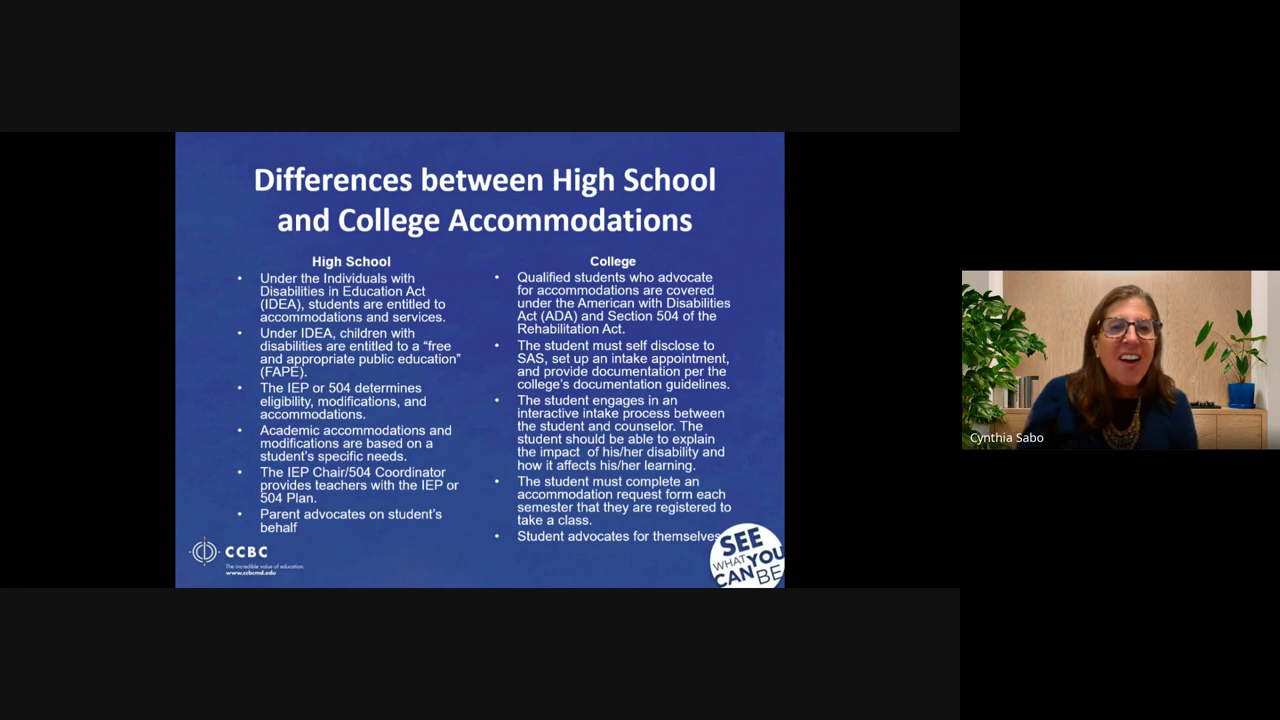 Differences between High School
and College Accommodations
High School
• Under the Individuals with
Disabilities in Education Act
(IDEA), students are entitled to
accommodations and services.
• Under IDEA, children with
disabilities are entitled to a “free
and appropriate public education”
(FAPE).
• The IEP or 504 determines
eligibility, modifications, and
accommodations.
• Academic accommodations and
modifications are based on a
student's specific needs.
• The IEP Chair/504 Coordinator
provides teachers with the IEP or
504 Plan.
• Parent advocates on student’s
behalf
College
• Qualified students who advocate
for accommodations are covered
under the American with Disabilities
Act (ADA) and Section 504 of the
Rehabilitation Act.
• The student must self disclose to
SAS, set up an intake appointment,
and provide documentation per the
college’s documentation guidelines.
• The student engages in an
interactive intake process between
the student and counselor. The
student should be able to explain
the impact of his/her disability and
how it affects his/her learning.
• The student must complete an
accommodation request form each
semester that they are registered to
take a class.
• Student advocates for themselves
CCBC
The incredible value of education.
www.ccbcmd.edu
SEE
WHAT YOU
CAN BE
Cynthia Sabo